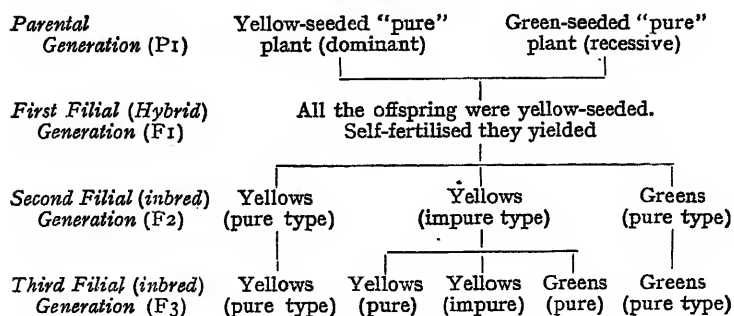 Parental Yellow-seeded “pure” Green-seeded “pure”
Generation (P1) plant (dominant) plant (recessive)
First Filial (Hybrid) All the offspring were yellow-seeded.
Generation (F1) Self-fertilised they yielded
Second Filial (inbred) Yellows Yellows Greens
Generation (F2) (pure type) (impure type) (pure type)
Third Filial (inbred) Yellows Yellows Yellows Greens Greens
Generation (F3) (pure type) (pure) (impure) (pure) (pure type)